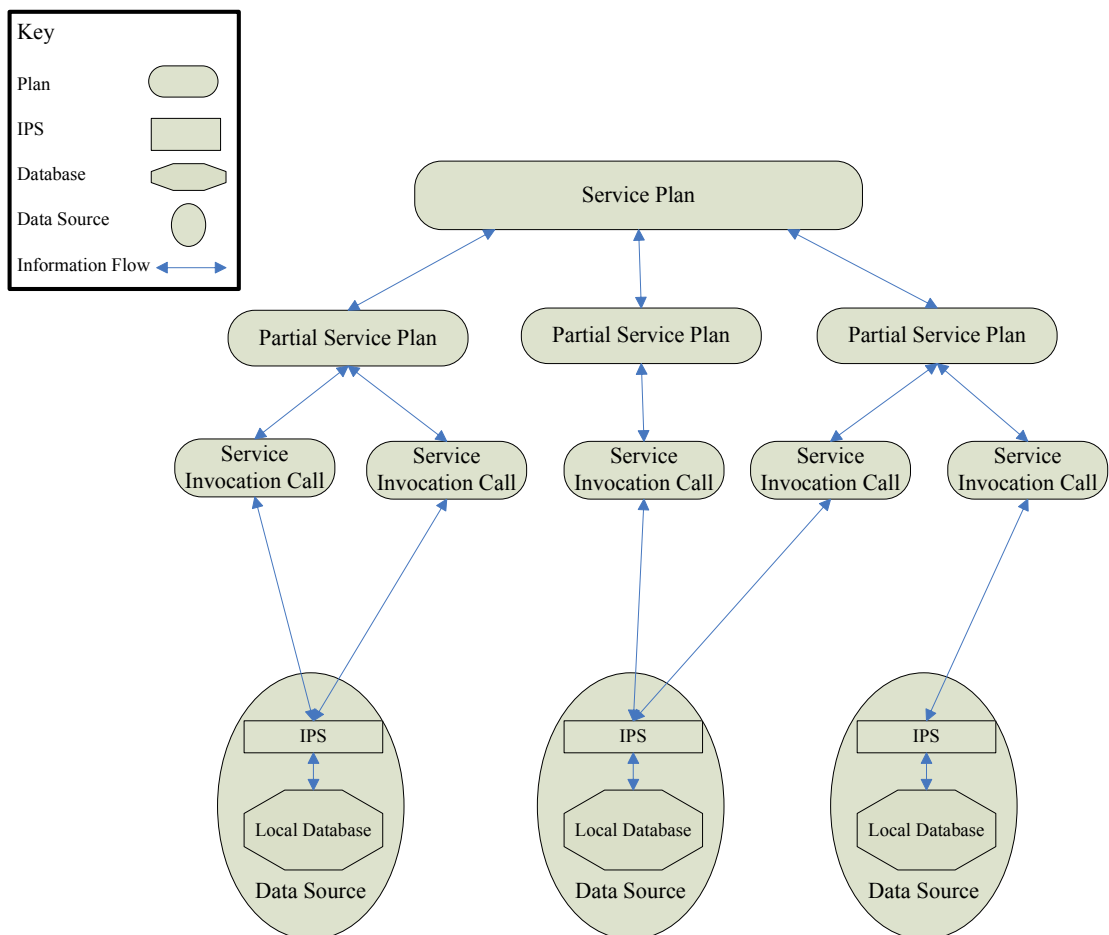 Key
Plan
IPS
Database
Data Source
Information Flow
Service Plan
Partial Service Plan
Partial Service Plan
Partial Service Plan
Service
Invocation Call
Service
Invocation Call
Service
Invocation Call
Service
Invocation Call
Service
Invocation Call
IPS
IPS
IPS
Local Database
Local Database
Local Database
Data Source
Data Source
Data Source